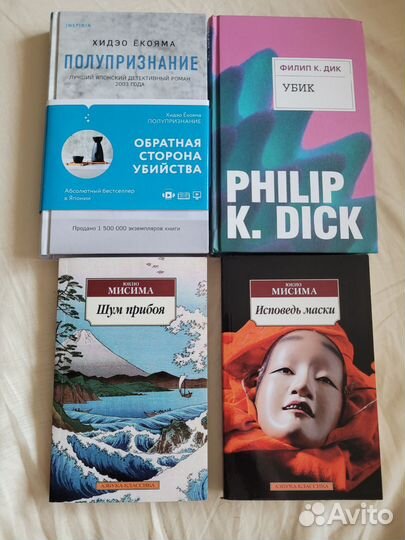 INSPIRIA
ХИДЭО ЁКОЯМА
ПОЛУПРИЗНАНИЕ
ЛУЧШИЙ ЯПОНСКИЙ ДЕТЕКТИВНЫЙ РОМАН
2003 ГОДА
Хидэо Ёкояма
ПОЛУПРИЗНАНИЕ
ОБРАТНАЯ
СТОРОНА
УБИЙСТВА
Абсолютный бестселлер
в Японии
Продано 1 500 000 экземпляров книги
ФИЛИП К. ДИК
УБИК
PHILIP
K. DICK
ЮКИО
МИСИМА
Шум прибоя
АЗБУКА-КЛАССИКА
ЮКИО
МИСИМА
Исповедь маски
АЗБУКА-КЛАССИКА
Avito